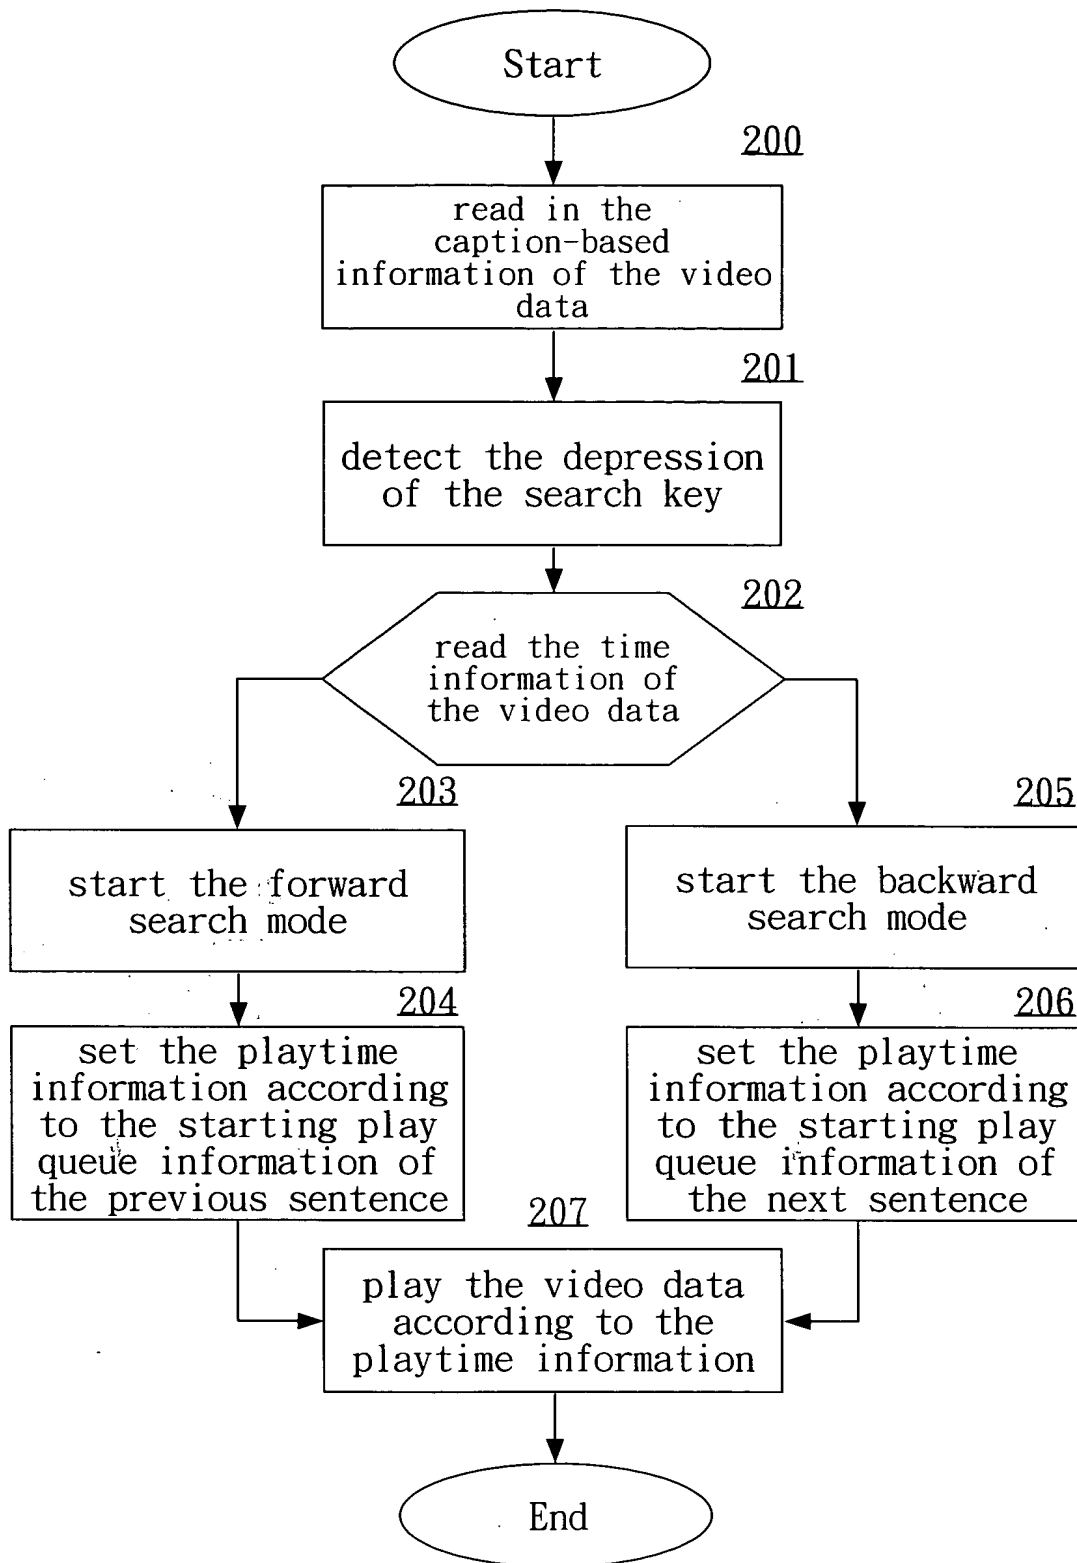 Start
200
read in the
caption-based
information of the video
data
201
detect the depression
of the search key
202
read the time
information of
the video data
203
start the forward
search mode
205
start the backward
search mode
204
set the playtime
information according
to the starting play
queue information of
the previous sentence
206
set the playtime
information according
to the starting play
queue information of
the next sentence
207
play the video data
according to the
playtime information
End